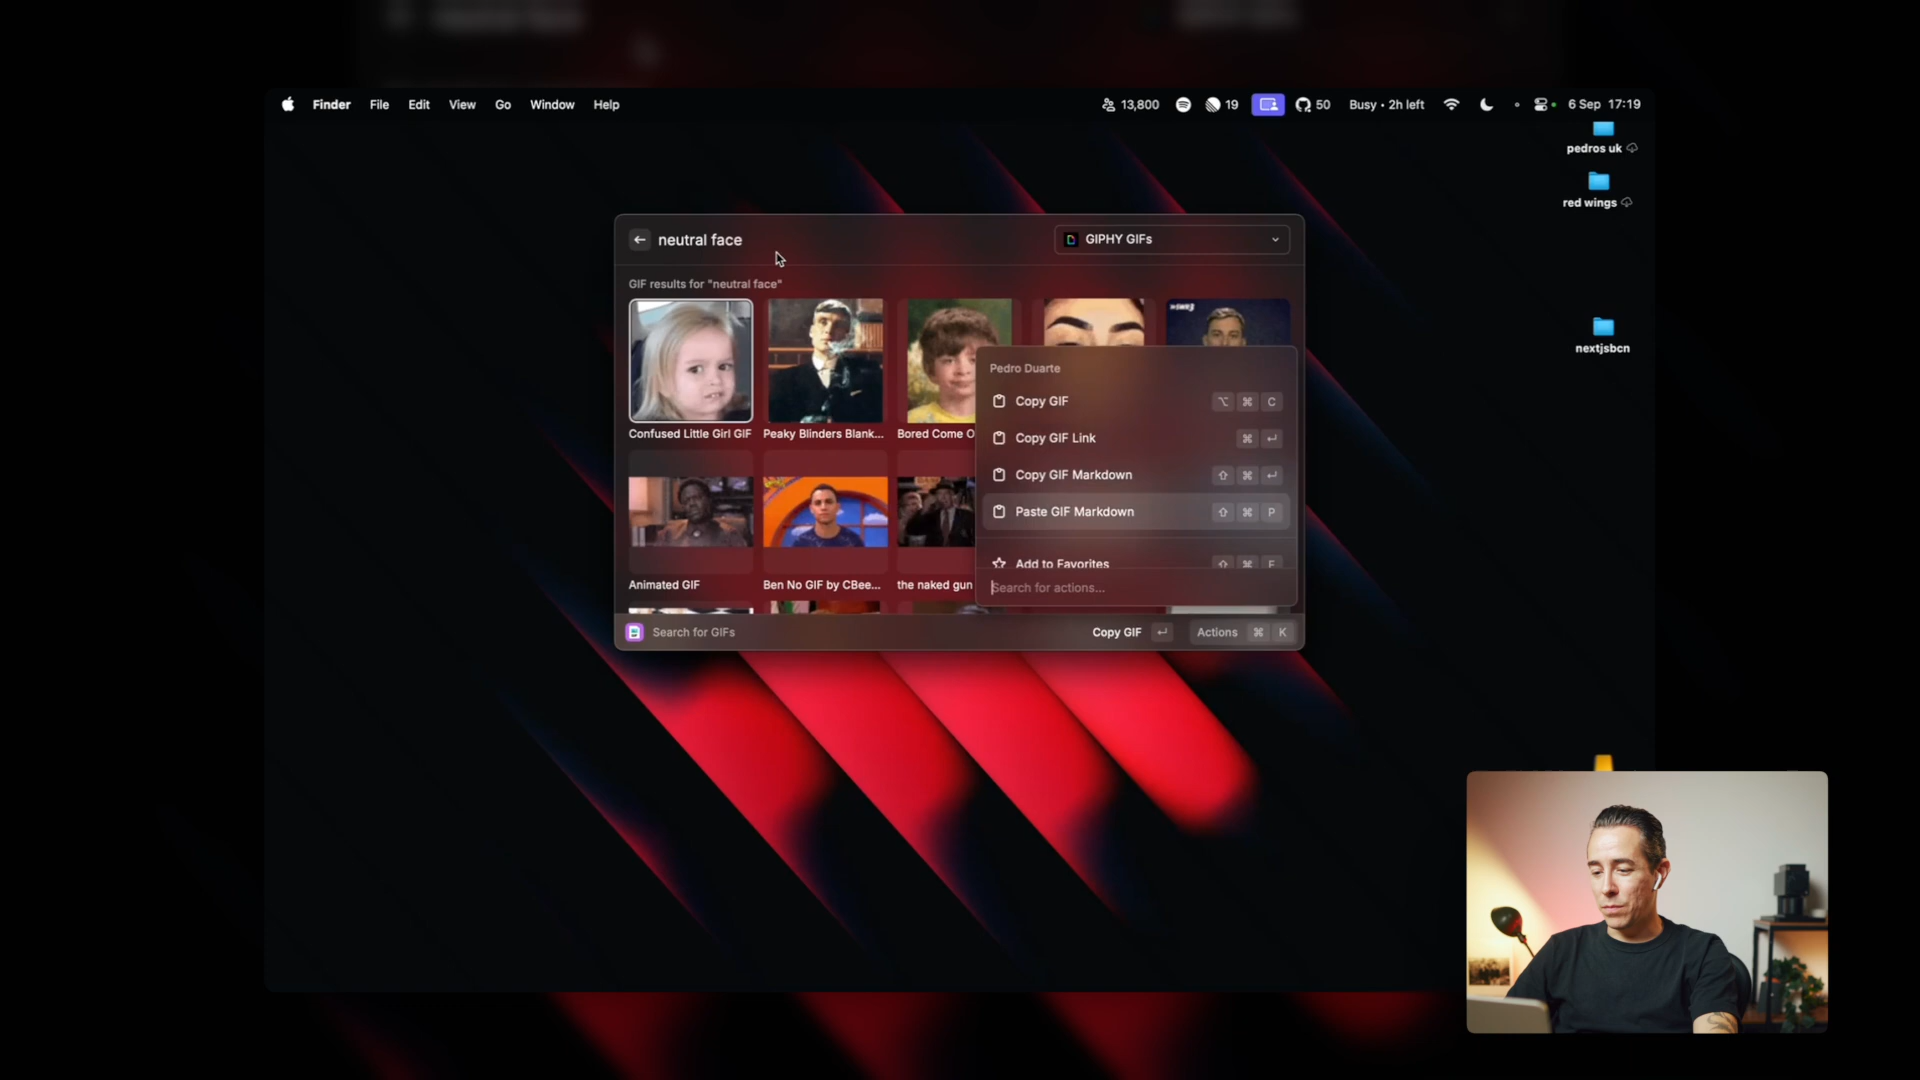 Finder File Edit View Go Window Help
13,800 19 50 Busy • 2h left 6 Sep 17:19
pedros uk
red wings
nextjsbcn
neutral face
GIPHY GIFs
GIF results for "neutral face"
Confused Little Girl GIF
Peaky Blinders Blank...
Bored Come O
Animated GIF
Ben No GIF by CBee...
the naked gun
Pedro Duarte
Copy GIF ⌥ ⌘ C
Copy GIF Link ⌘ ↵
Copy GIF Markdown ⇧ ⌘ ↵
Paste GIF Markdown ⇧ ⌘ P
Add to Favorites ⇧ ⌘ F
Search for actions...
Search for GIFs
Copy GIF ↵ Actions ⌘ K